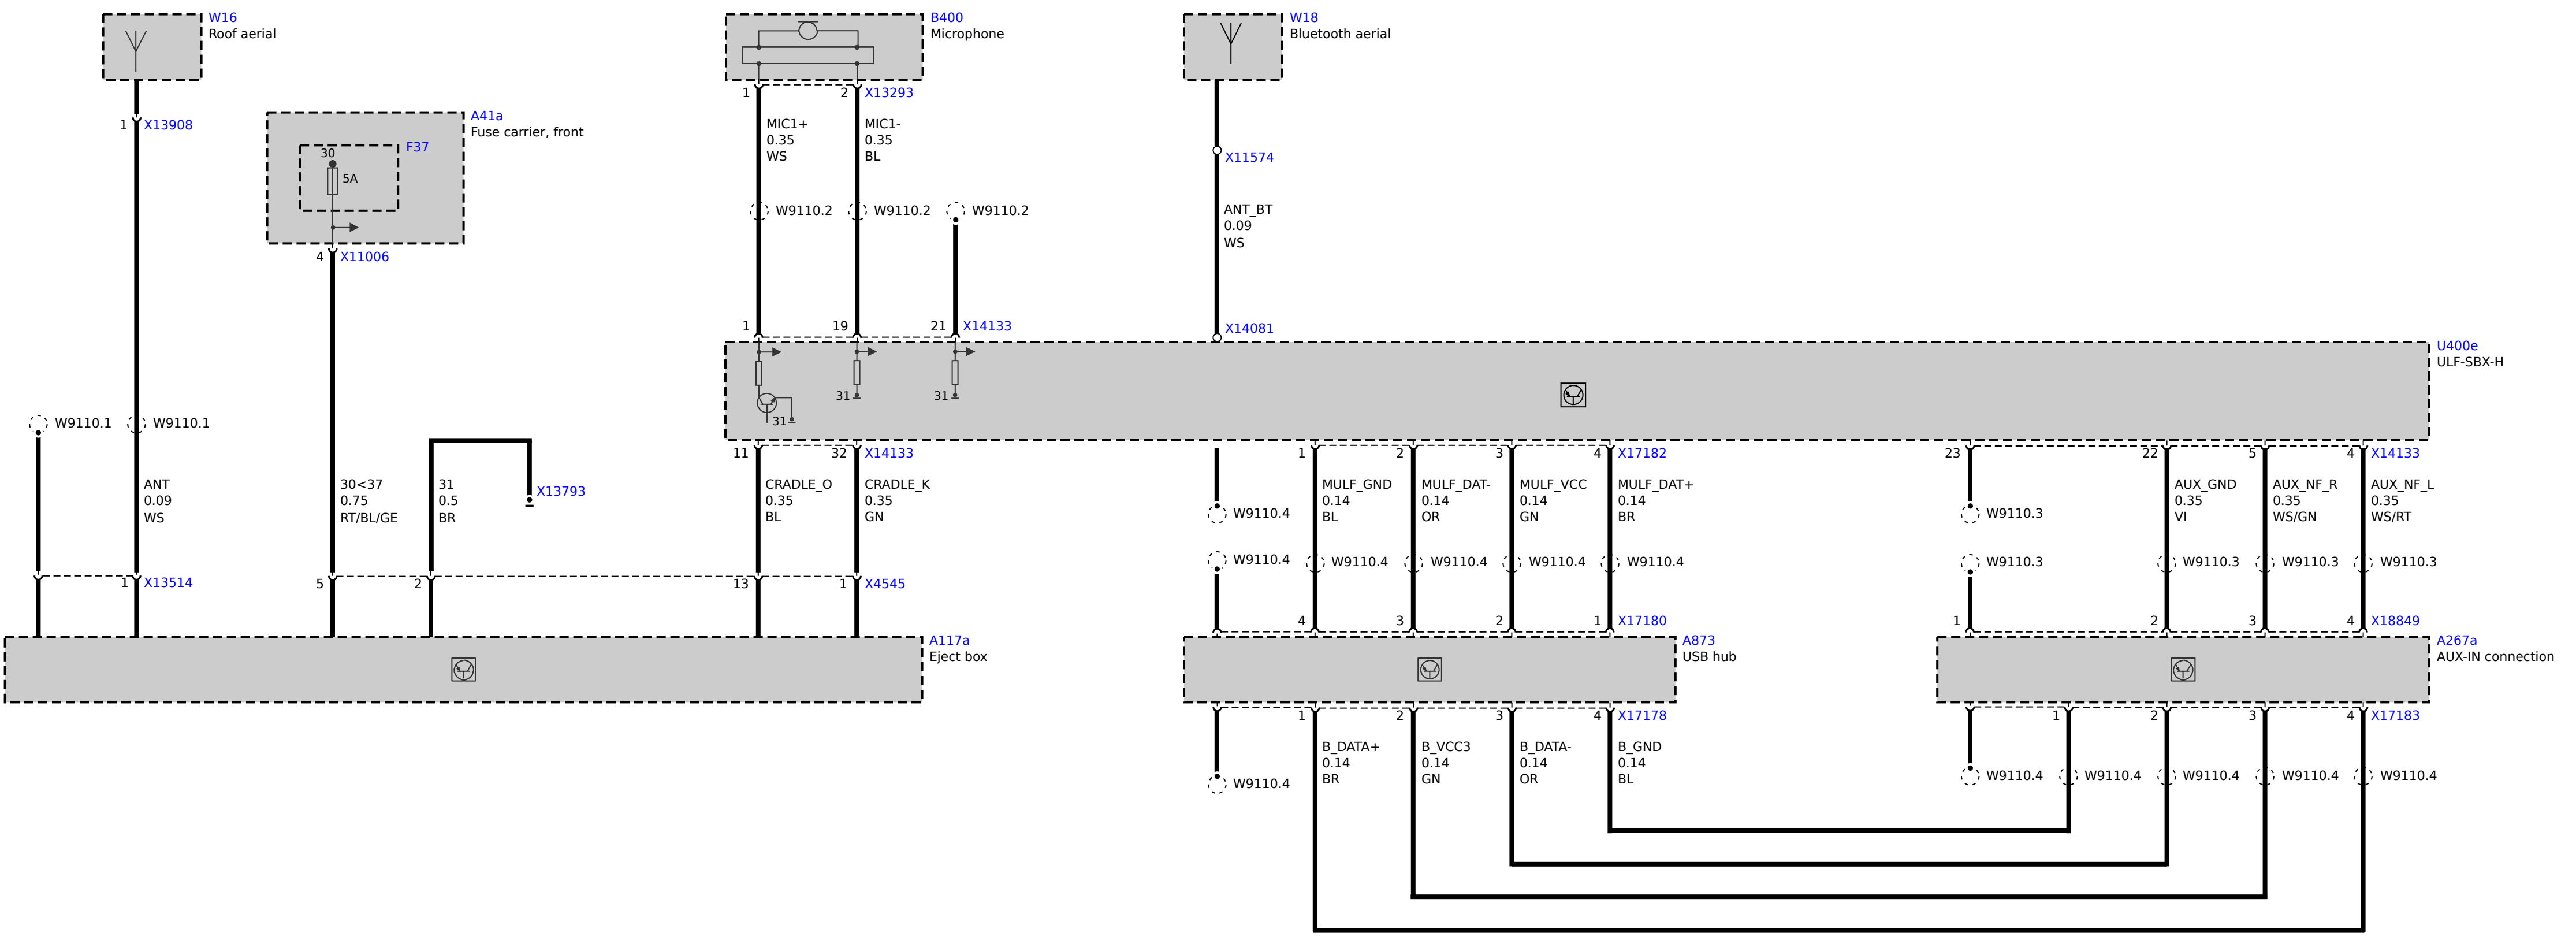 W16
Roof aerial
B400
Microphone
W18
Bluetooth aerial
1 X13908
A41a
Fuse carrier, front
F37
30
5A
4 X11006
1 2 X13293
MIC1+
0.35
WS
MIC1-
0.35
BL
W9110.2 W9110.2 W9110.2
X11574
ANT_BT
0.09
WS
1 19 21 X14133
X14081
U400e
ULF-SBX-H
31 31
31
W9110.1 W9110.1
ANT
0.09
WS
30<37
0.75
RT/BL/GE
31
0.5
BR
X13793
11 32 X14133
CRADLE_O
0.35
BL
CRADLE_K
0.35
GN
1 2 3 4 X17182
MULF_GND
0.14
BL
MULF_DAT-
0.14
OR
MULF_VCC
0.14
GN
MULF_DAT+
0.14
BR
23 22 5 4 X14133
AUX_GND
0.35
VI
AUX_NF_R
0.35
WS/GN
AUX_NF_L
0.35
WS/RT
W9110.4 W9110.3
W9110.4 W9110.4 W9110.4 W9110.4 W9110.4
W9110.3 W9110.3 W9110.3 W9110.3
1 X13514
5 2 13 1 X4545
4 3 2 1 X17180
1 2 3 4 X18849
A117a
Eject box
A873
USB hub
A267a
AUX-IN connection
1 2 3 4 X17178
1 2 3 4 X17183
B_DATA+
0.14
BR
B_VCC3
0.14
GN
B_DATA-
0.14
OR
B_GND
0.14
BL
W9110.4 W9110.4 W9110.4 W9110.4 W9110.4 W9110.4